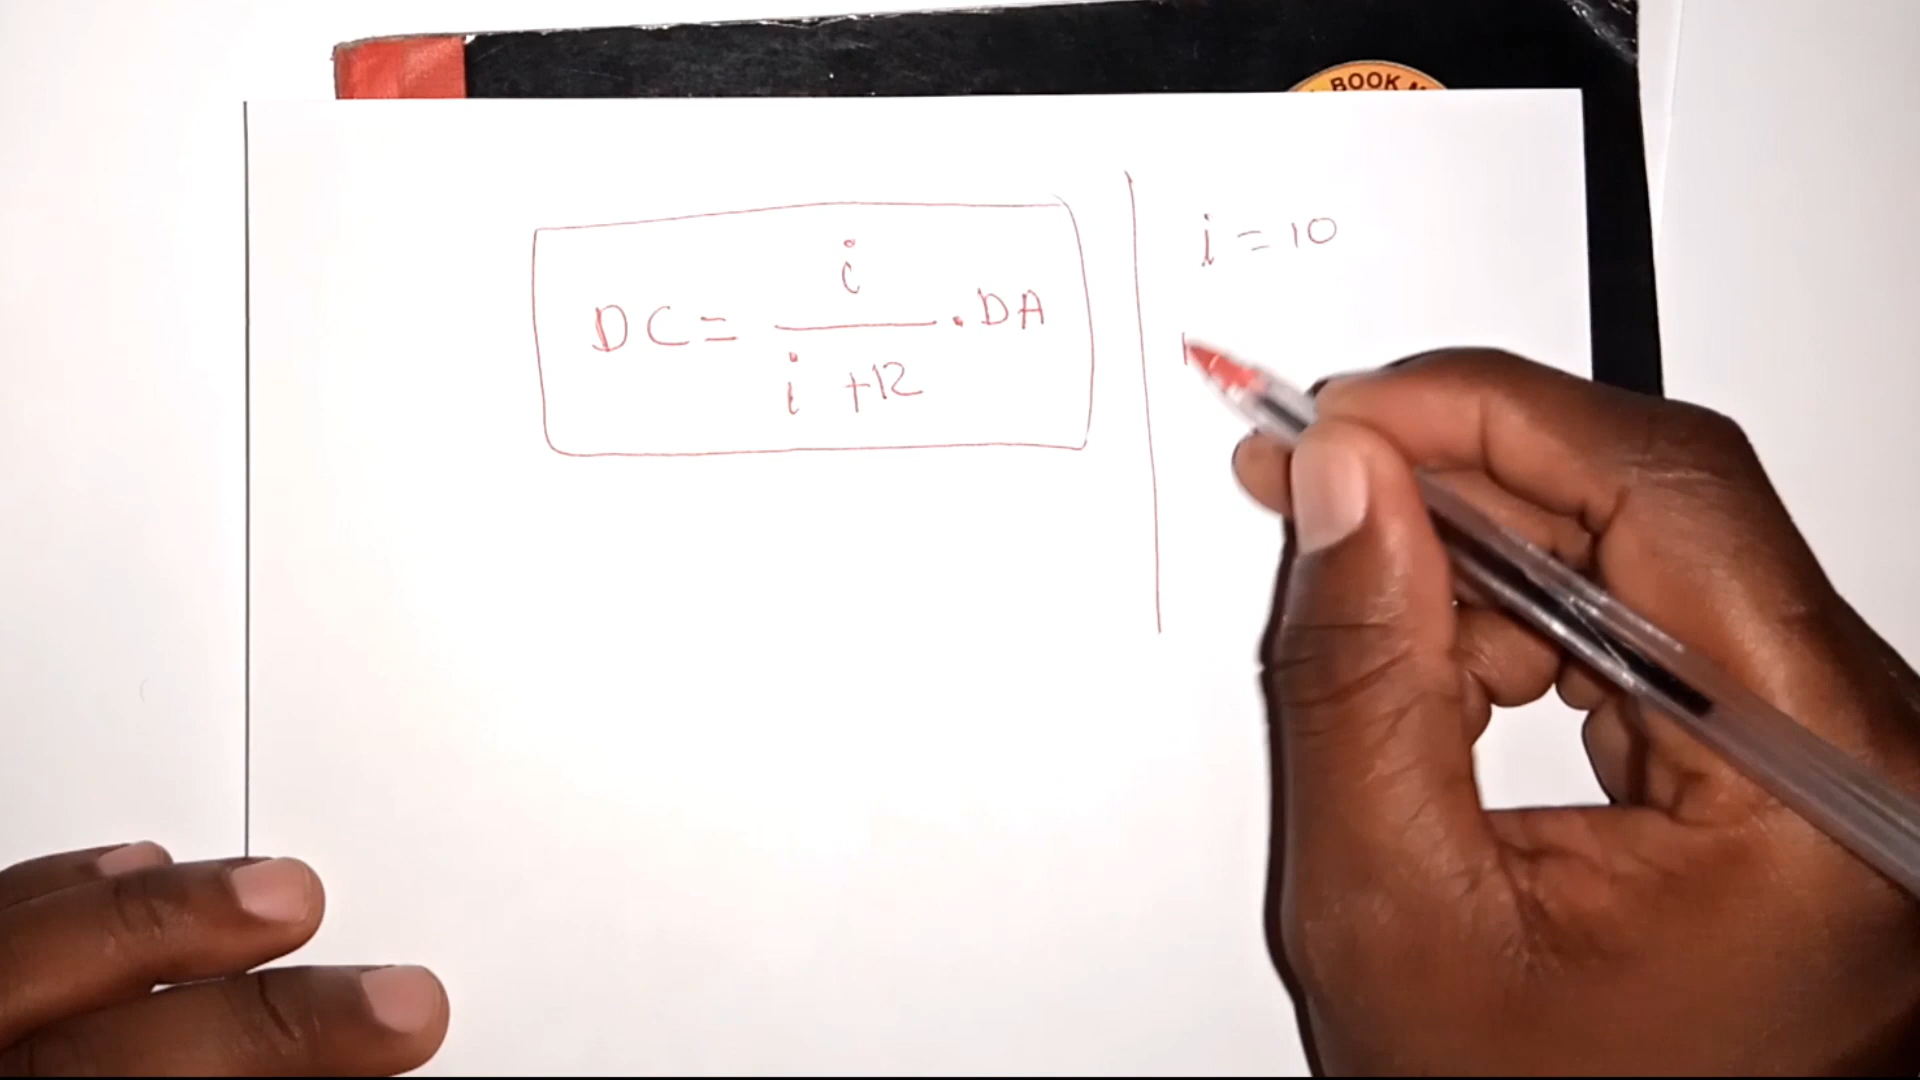 BOOK
DC = i / i +12 . DA
i = 10